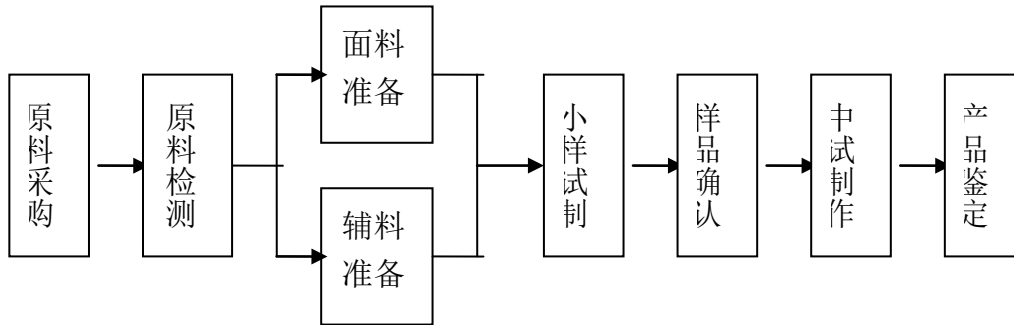 原料采购
原料检测
面料
准备
辅料
准备
小样试制
样品确认
中试制作
产品鉴定